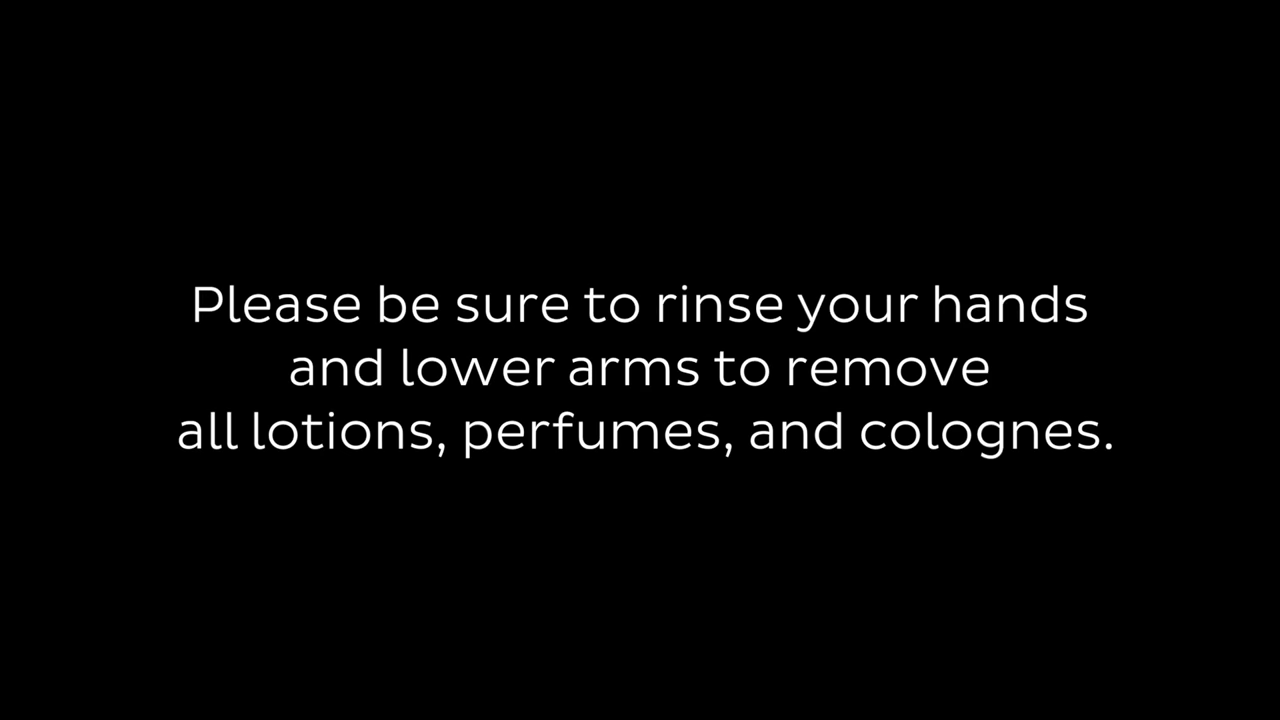 Please be sure to rinse your hands
and lower arms to remove
all lotions, perfumes, and colognes.